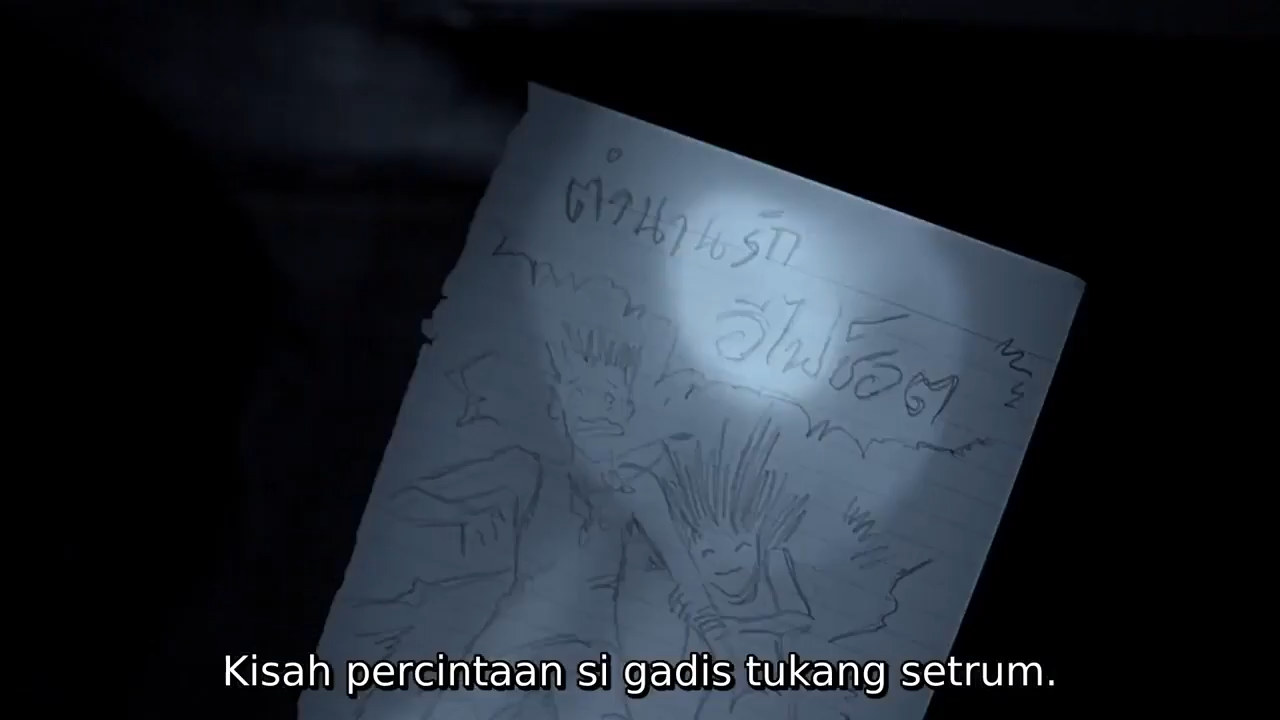 ตำนานรัก
อีไฟช็อต
Kisah percintaan si gadis tukang setrum.